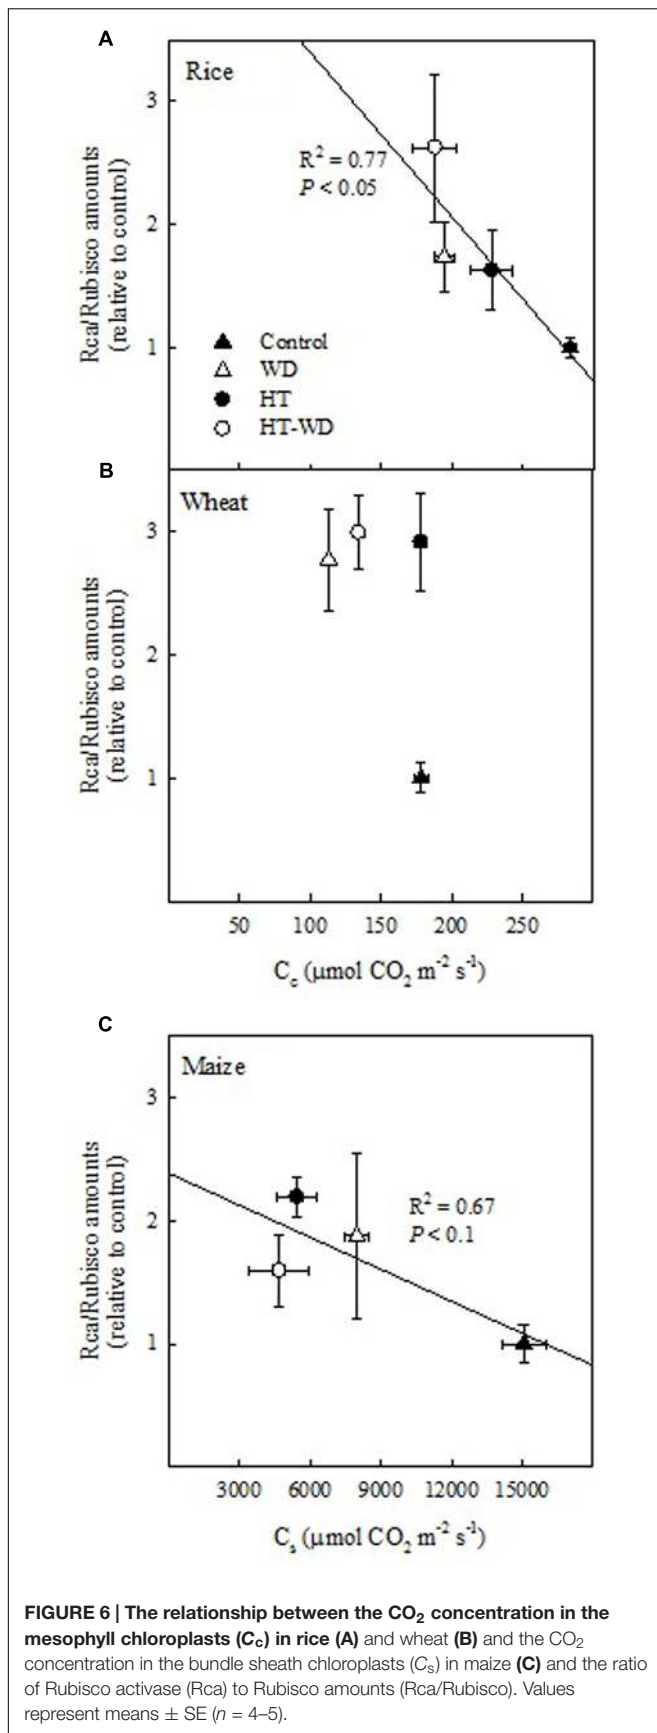 A
Rice
3
R² = 0.77
P < 0.05
2
Control
1
WD
HT
HT-WD
Rca/Rubisco amounts
(relative to control)
B
Wheat
3
2
1
Rca/Rubisco amounts
(relative to control)
50 100 150 200 250
Cc (μmol CO₂ m⁻² s⁻¹)
C
Maize
3
R² = 0.67
P < 0.1
2
1
Rca/Rubisco amounts
(relative to control)
3000 6000 9000 12000 15000
Cs (μmol CO₂ m⁻² s⁻¹)
FIGURE 6 | The relationship between the CO₂ concentration in the
mesophyll chloroplasts (Cc) in rice (A) and wheat (B) and the CO₂
concentration in the bundle sheath chloroplasts (Cs) in maize (C) and the ratio
of Rubisco activase (Rca) to Rubisco amounts (Rca/Rubisco). Values
represent means ± SE (n = 4–5).